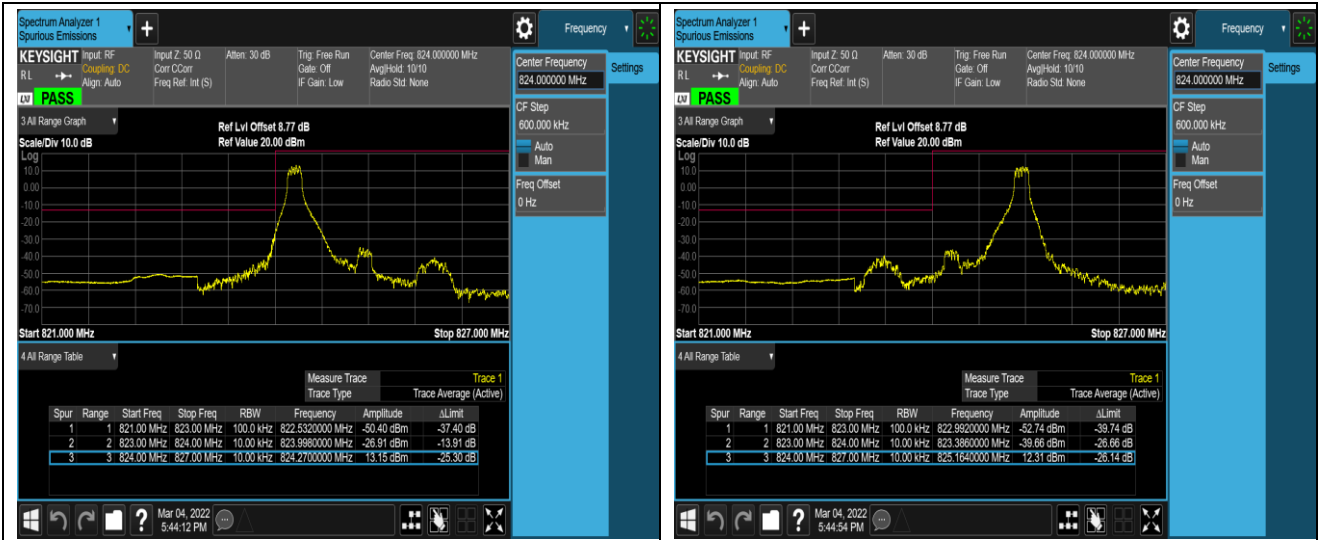 Spectrum Analyzer 1
Spurious Emissions
Frequency
KEYSIGHT Input: RF
RL
Coupling: DC
Align: Auto
Input Z: 50 Ω
Corr CCorr
Freq Ref: Int (S)
Atten: 30 dB
Trig: Free Run
Gate: Off
IF Gain: Low
Center Freq: 824.000000 MHz
Avg|Hold: 10/10
Radio Std: None
PASS
Center Frequency
824.000000 MHz
Settings
CF Step
600.000 kHz
Auto
Man
Freq Offset
0 Hz
3 All Range Graph
Ref Lvl Offset 8.77 dB
Scale/Div 10.0 dB
Ref Value 20.00 dBm
Log
10.0
0.00
-10.0
-20.0
-30.0
-40.0
-50.0
-60.0
-70.0
Start 821.000 MHz
Stop 827.000 MHz
4 All Range Table
Measure Trace Trace 1
Trace Type Trace Average (Active)
Spur Range Start Freq Stop Freq RBW Frequency Amplitude ΔLimit
1 1 821.00 MHz 823.00 MHz 100.0 kHz 822.5320000 MHz -50.40 dBm -37.40 dB
2 2 823.00 MHz 824.00 MHz 10.00 kHz 823.9980000 MHz -26.91 dBm -13.91 dB
3 3 824.00 MHz 827.00 MHz 10.00 kHz 824.2700000 MHz 13.15 dBm -25.30 dB
?
Mar 04, 2022
5:44:12 PM
Spectrum Analyzer 1
Spurious Emissions
Frequency
KEYSIGHT Input: RF
RL
Coupling: DC
Align: Auto
Input Z: 50 Ω
Corr CCorr
Freq Ref: Int (S)
Atten: 30 dB
Trig: Free Run
Gate: Off
IF Gain: Low
Center Freq: 824.000000 MHz
Avg|Hold: 10/10
Radio Std: None
PASS
Center Frequency
824.000000 MHz
Settings
CF Step
600.000 kHz
Auto
Man
Freq Offset
0 Hz
3 All Range Graph
Ref Lvl Offset 8.77 dB
Scale/Div 10.0 dB
Ref Value 20.00 dBm
Log
10.0
0.00
-10.0
-20.0
-30.0
-40.0
-50.0
-60.0
-70.0
Start 821.000 MHz
Stop 827.000 MHz
4 All Range Table
Measure Trace Trace 1
Trace Type Trace Average (Active)
Spur Range Start Freq Stop Freq RBW Frequency Amplitude ΔLimit
1 1 821.00 MHz 823.00 MHz 100.0 kHz 822.9920000 MHz -52.74 dBm -39.74 dB
2 2 823.00 MHz 824.00 MHz 10.00 kHz 823.3860000 MHz -39.66 dBm -26.66 dB
3 3 824.00 MHz 827.00 MHz 10.00 kHz 825.1640000 MHz 12.31 dBm -26.14 dB
?
Mar 04, 2022
5:44:54 PM